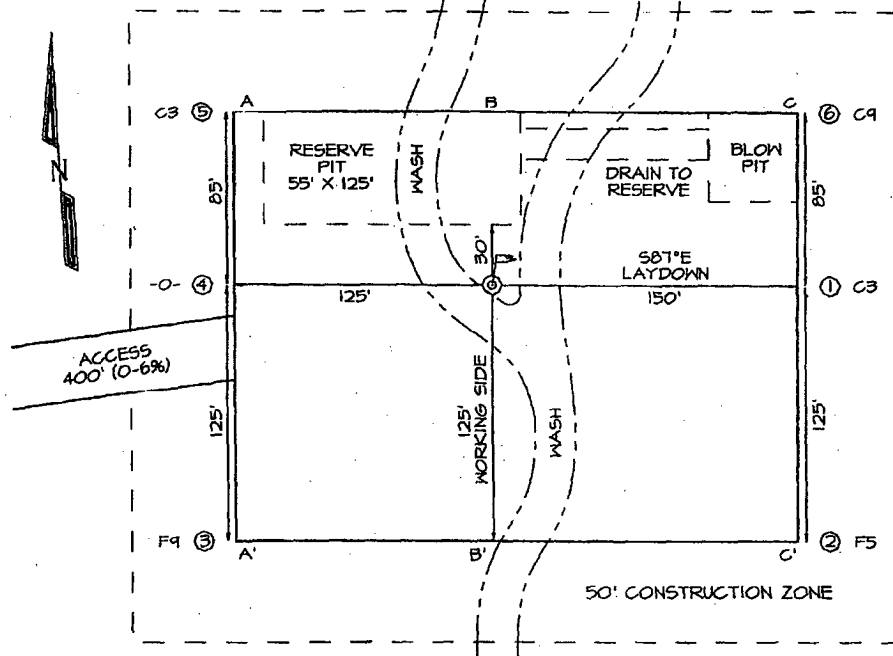 A
B
C
C3 ⑤
⑥ C9
RESERVE
PIT
55' X 125'
WASH
BLOW
PIT
DRAIN TO
RESERVE
85'
85'
N
30'
S87°E
LAYDOWN
-0- ④
① C3
125'
150'
ACCESS
400' (0-6%)
125'
125'
WORKING SIDE
WASH
125'
F9 ③
② F5
A'
B'
C'
50' CONSTRUCTION ZONE